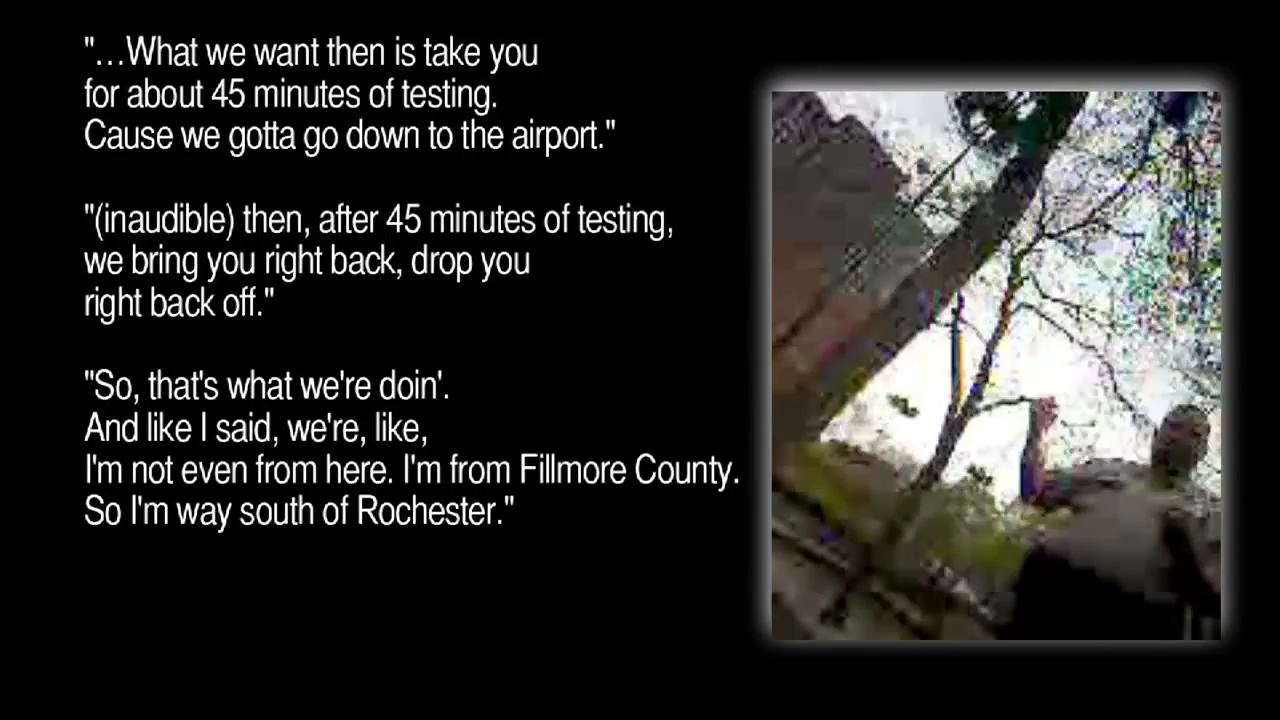 "…What we want then is take you
for about 45 minutes of testing.
Cause we gotta go down to the airport."
"(inaudible) then, after 45 minutes of testing,
we bring you right back, drop you
right back off."
"So, that's what we're doin'.
And like I said, we're, like,
I'm not even from here. I'm from Fillmore County.
So I'm way south of Rochester."